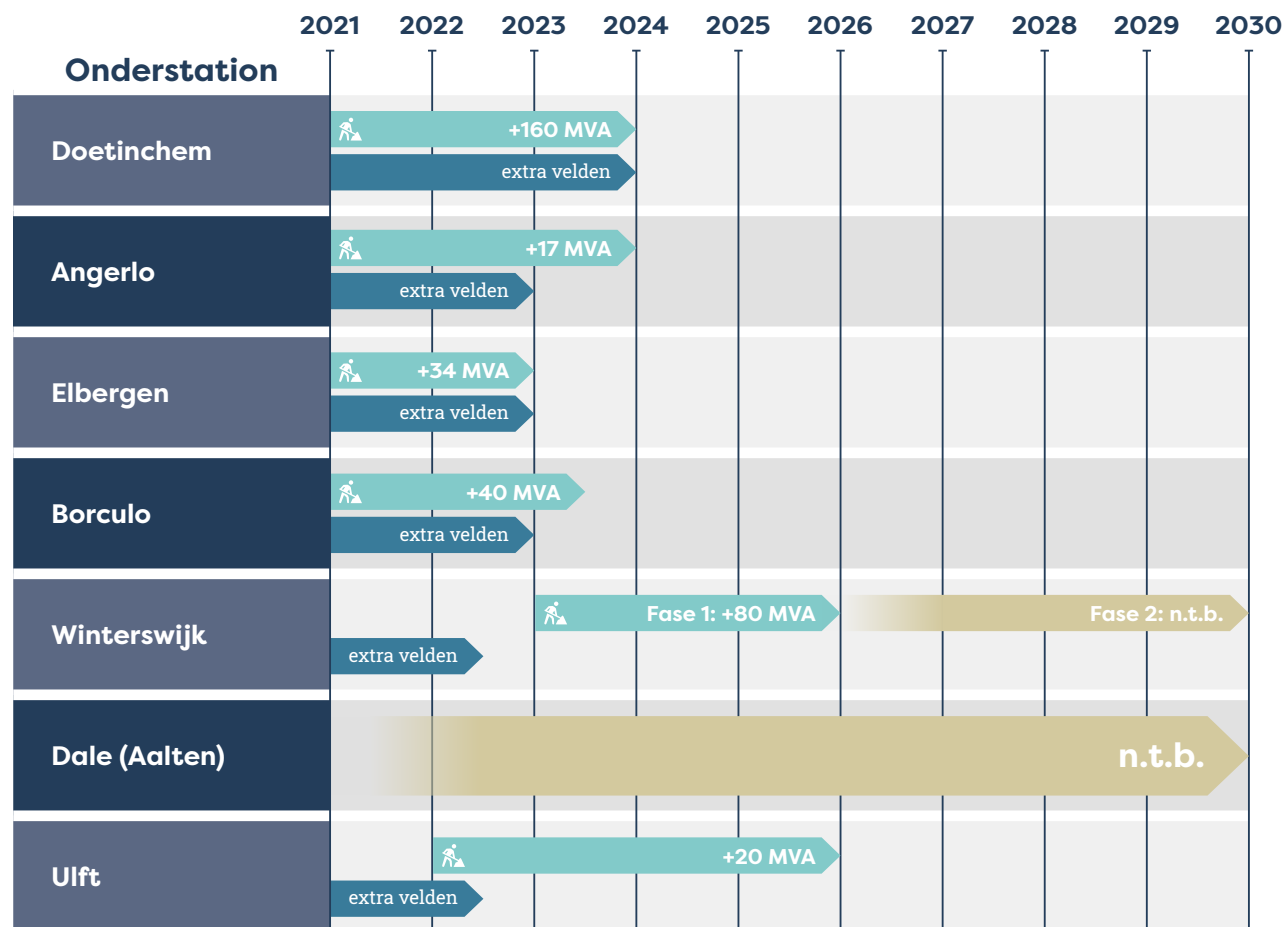 2021 2022 2023 2024 2025 2026 2027 2028 2029 2030
Onderstation
Doetinchem
+160 MVA
extra velden
Angerlo
+17 MVA
extra velden
Elbergen
+34 MVA
extra velden
Borculo
+40 MVA
extra velden
Winterswijk
Fase 1: +80 MVA
Fase 2: n.t.b.
extra velden
Dale (Aalten)
n.t.b.
Ulft
+20 MVA
extra velden